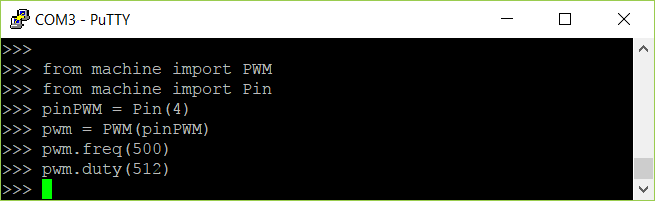 COM3 - PuTTY
>>>
>>> from machine import PWM
>>> from machine import Pin
>>> pinPWM = Pin(4)
>>> pwm = PWM(pinPWM)
>>> pwm.freq(500)
>>> pwm.duty(512)
>>>